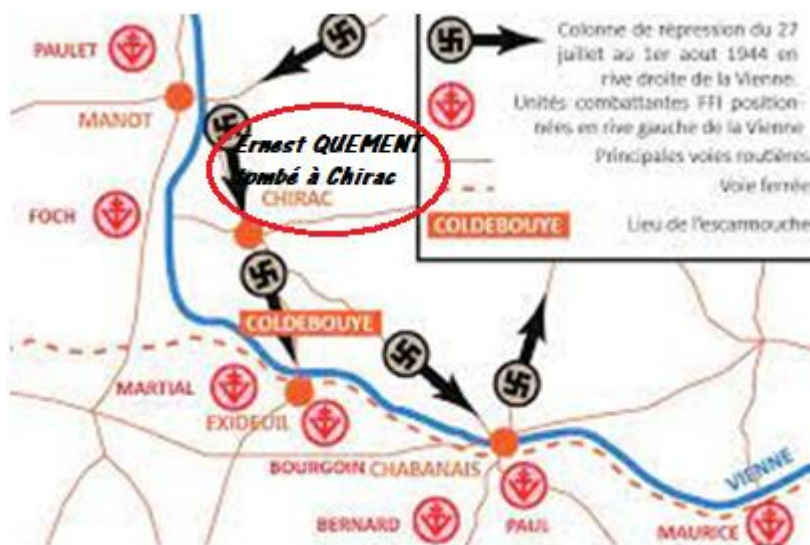 PAULET
MANOT
FOCH
Ernest QUEMENT
tombé à Chirac
CHIRAC
COLDEBOUYE
MARTIAL
EXIDEUIL
BOURGOIN
CHABANAIS
BERNARD
PAUL
MAURICE
VIENNE
Colonne de répression du 27
juillet au 1er aout 1944 en
rive droite de la Vienne.
Unités combattantes FFI position-
nées en rive gauche de la Vienne
Principales voies routières
Voie ferrée
COLDEBOUYE
Lieu de l'escarmouche